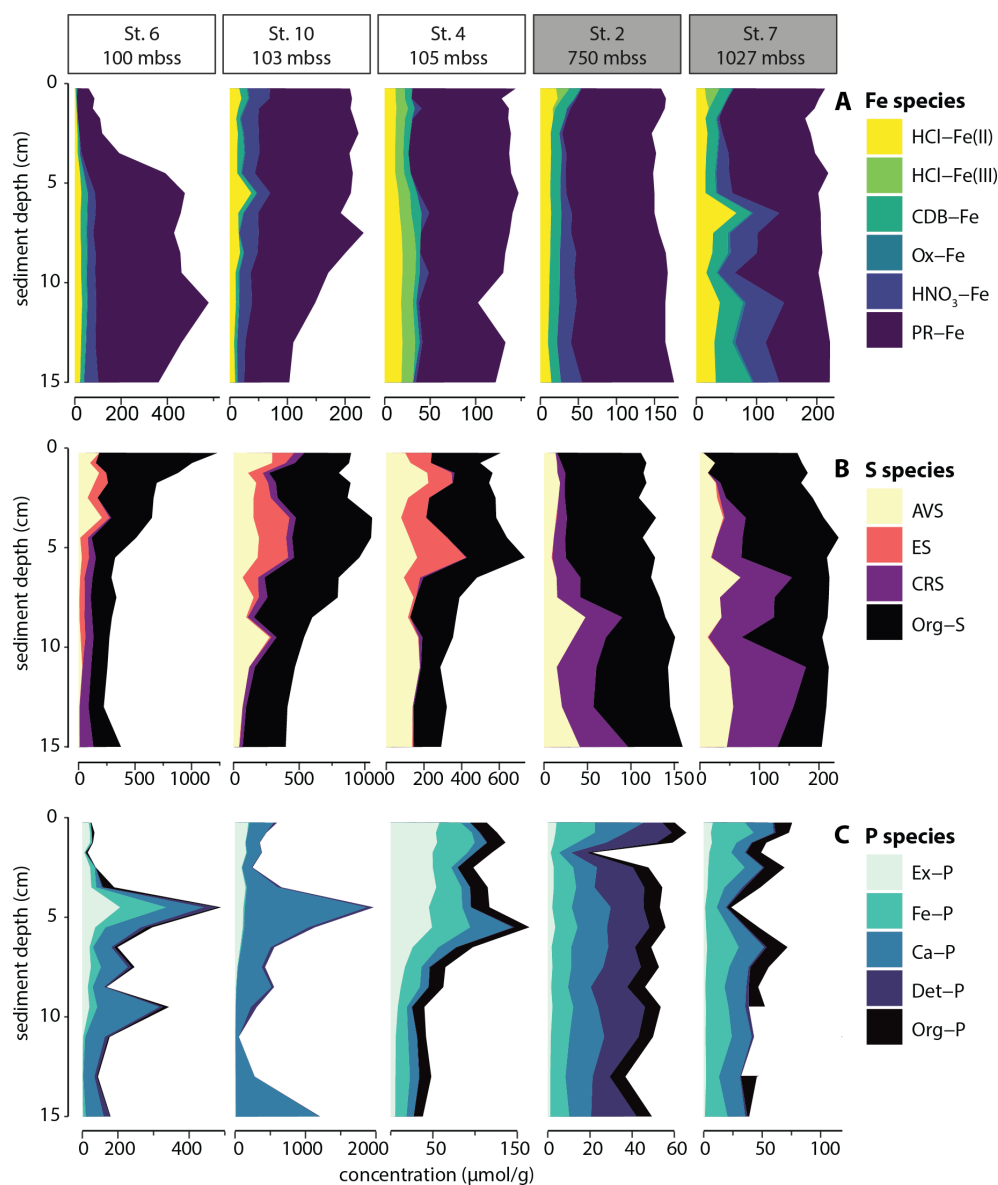 St. 6
100 mbss
St. 10
103 mbss
St. 4
105 mbss
St. 2
750 mbss
St. 7
1027 mbss
A Fe species
HCl–Fe(II)
HCl–Fe(III)
CDB–Fe
Ox–Fe
HNO₃–Fe
PR–Fe
sediment depth (cm)
0
5
10
15
0 200 400
0 100 200
0 50 100
0 50 100 150
0 50 100 150 200
B S species
AVS
ES
CRS
Org–S
sediment depth (cm)
0
5
10
15
0 500 1000
0 500 1000
0 200 400 600
0 50 100 150
0 100 200
C P species
Ex–P
Fe–P
Ca–P
Det–P
Org–P
sediment depth (cm)
0
5
10
15
0 200 400
0 1000 2000
50 100 150
0 20 40 60
0 50 100
concentration (µmol/g)